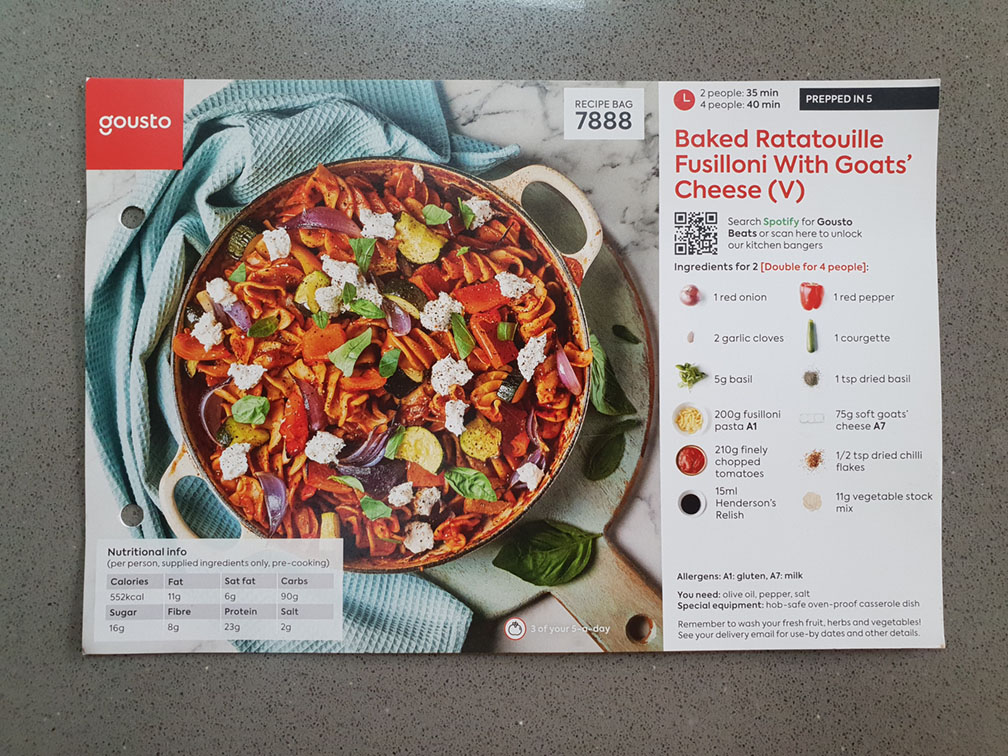 gousto
RECIPE BAG
7888
2 people: 35 min
4 people: 40 min
PREPPED IN 5
Baked Ratatouille
Fusilloni With Goats’
Cheese (V)
Search Spotify for Gousto
Beats or scan here to unlock
our kitchen bangers
Ingredients for 2 [Double for 4 people]:
1 red onion
1 red pepper
2 garlic cloves
1 courgette
5g basil
1 tsp dried basil
200g fusilloni
pasta A1
75g soft goats’
cheese A7
210g finely
chopped
tomatoes
1/2 tsp dried chilli
flakes
15ml
Henderson’s
Relish
11g vegetable stock
mix
Allergens: A1: gluten, A7: milk
You need: olive oil, pepper, salt
Special equipment: hob-safe oven-proof casserole dish
Remember to wash your fresh fruit, herbs and vegetables!
See your delivery email for use-by dates and other details.
Nutritional info
(per person, supplied ingredients only, pre-cooking)
Calories Fat Sat fat Carbs
552kcal 11g 6g 90g
Sugar Fibre Protein Salt
16g 8g 23g 2g
3 of your 5-a-day